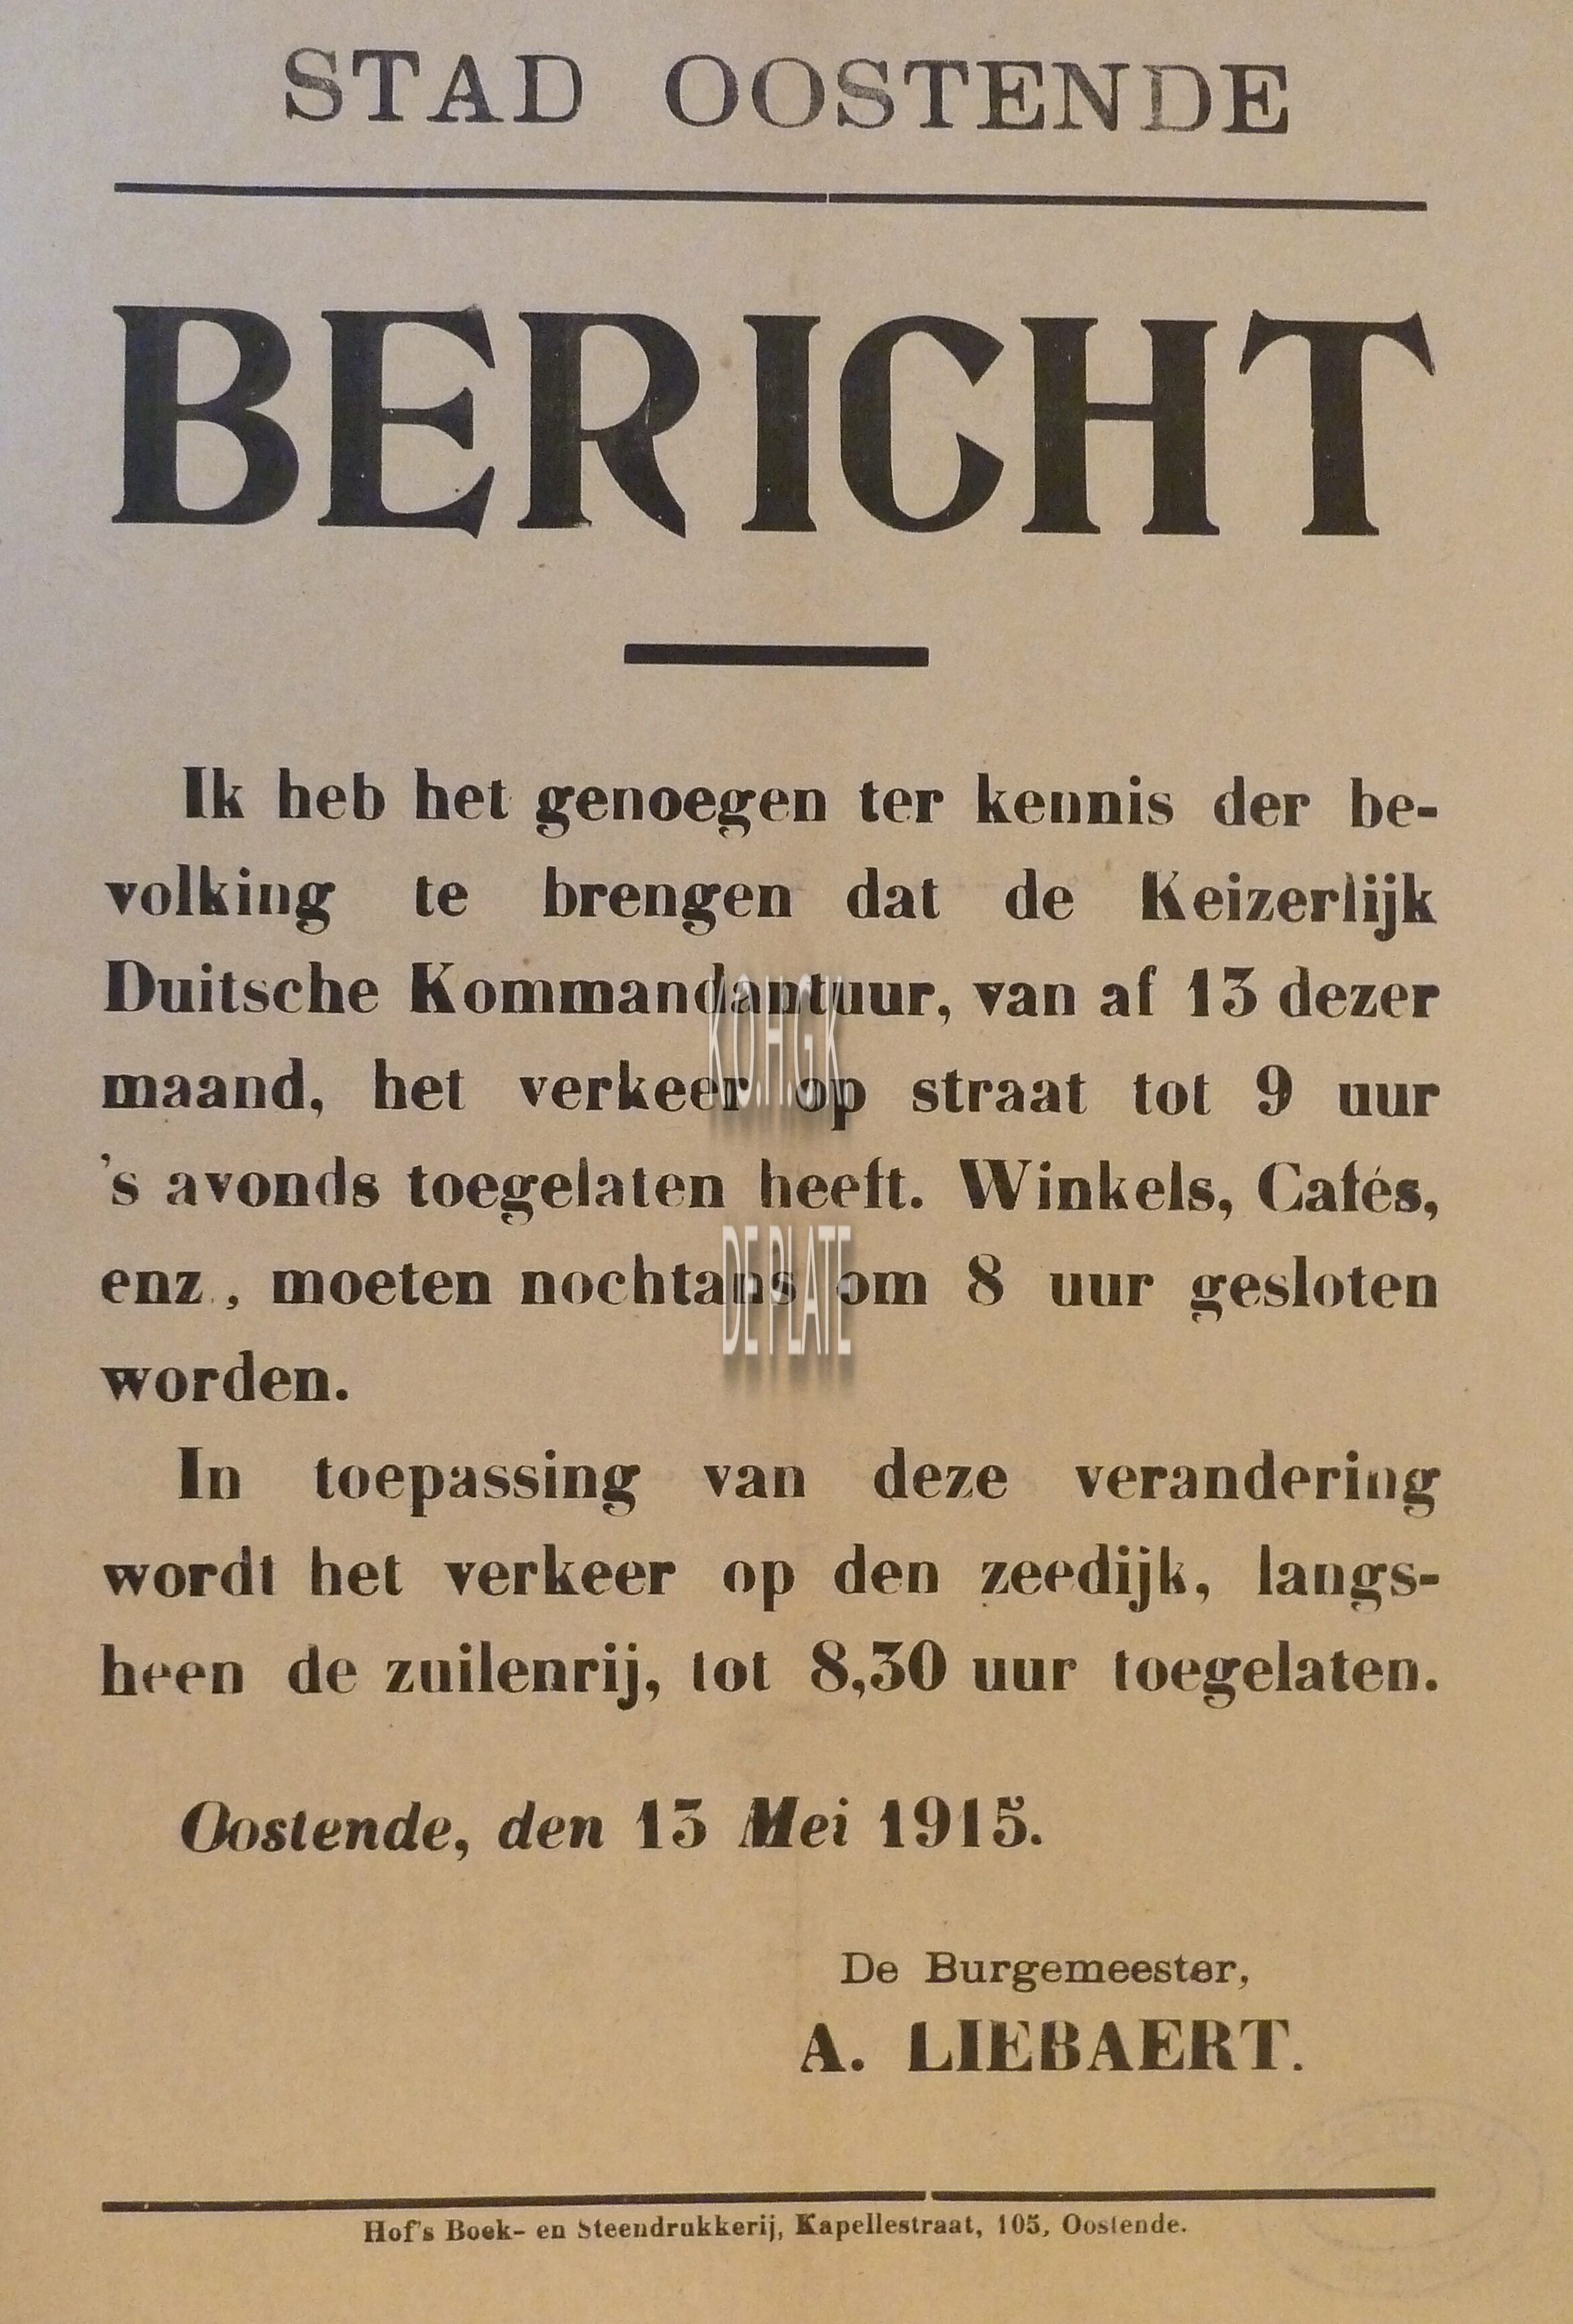 STAD OOSTENDE
BERICHT
Ik heb het genoegen ter kennis der be-
volking te brengen dat de Keizerlijk
Duitsche Kommandantuur, van af 13 dezer
maand, het verkeer op straat tot 9 uur
's avonds toegelaten heeft. Winkels, Cafés,
enz., moeten nochtans om 8 uur gesloten
worden.
In toepassing van deze verandering
wordt het verkeer op den zeedijk, langs-
heen de zuilenrij, tot 8,30 uur toegelaten.
Oostende, den 13 Mei 1915.
De Burgemeester,
A. LIEBAERT.
Hof's Boek- en Steendrukkerij, Kapellestraat, 105, Oostende.
K.O.H.G.K
DE PLATE